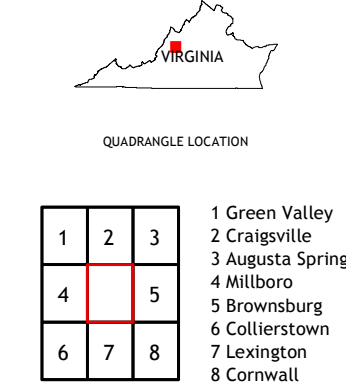 VIRGINIA
QUADRANGLE LOCATION
1 2 3
4 5
6 7 8
1 Green Valley
2 Craigsville
3 Augusta Spring
4 Millboro
5 Brownsburg
6 Collierstown
7 Lexington
8 Cornwall